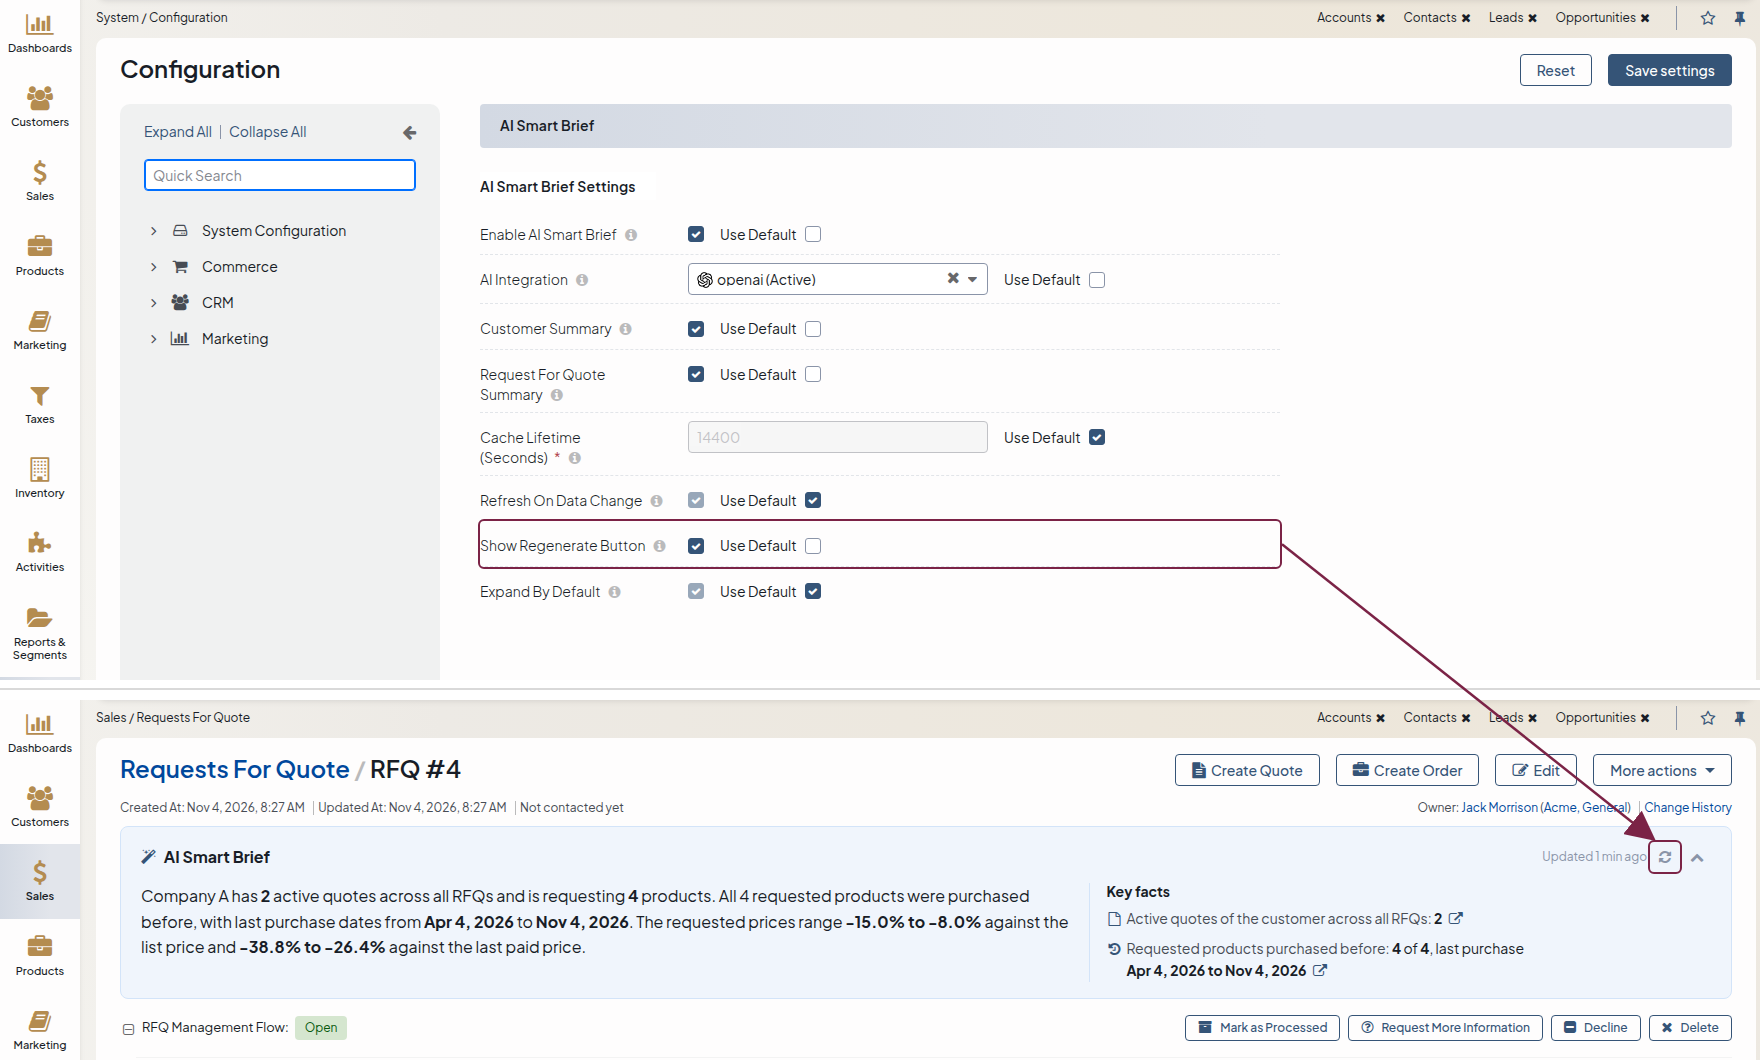 System / Configuration
Accounts ✖ Contacts ✖ Leads ✖ Opportunities ✖
Dashboards
Customers
Sales
Products
Marketing
Taxes
Inventory
Activities
Reports &
Segments
Configuration
Reset
Save settings
Expand All | Collapse All
Quick Search
System Configuration
Commerce
CRM
Marketing
AI Smart Brief
AI Smart Brief Settings
Enable AI Smart Brief Use Default
AI Integration openai (Active) Use Default
Customer Summary Use Default
Request For Quote
Summary Use Default
Cache Lifetime
(Seconds) * 14400 Use Default
Refresh On Data Change Use Default
Show Regenerate Button Use Default
Expand By Default Use Default
Dashboards
Customers
Sales
Products
Marketing
Sales / Requests For Quote
Accounts ✖ Contacts ✖ Leads ✖ Opportunities ✖
Requests For Quote / RFQ #4
Create Quote
Create Order
Edit
More actions
Created At: Nov 4, 2026, 8:27 AM | Updated At: Nov 4, 2026, 8:27 AM | Not contacted yet
Owner: Jack Morrison (Acme, General) | Change History
AI Smart Brief
Updated 1 min ago
Company A has 2 active quotes across all RFQs and is requesting 4 products. All 4 requested products were purchased
before, with last purchase dates from Apr 4, 2026 to Nov 4, 2026. The requested prices range -15.0% to -8.0% against the
list price and -38.8% to -26.4% against the last paid price.
Key facts
Active quotes of the customer across all RFQs: 2
Requested products purchased before: 4 of 4, last purchase
Apr 4, 2026 to Nov 4, 2026
RFQ Management Flow: Open
Mark as Processed
Request More Information
Decline
Delete